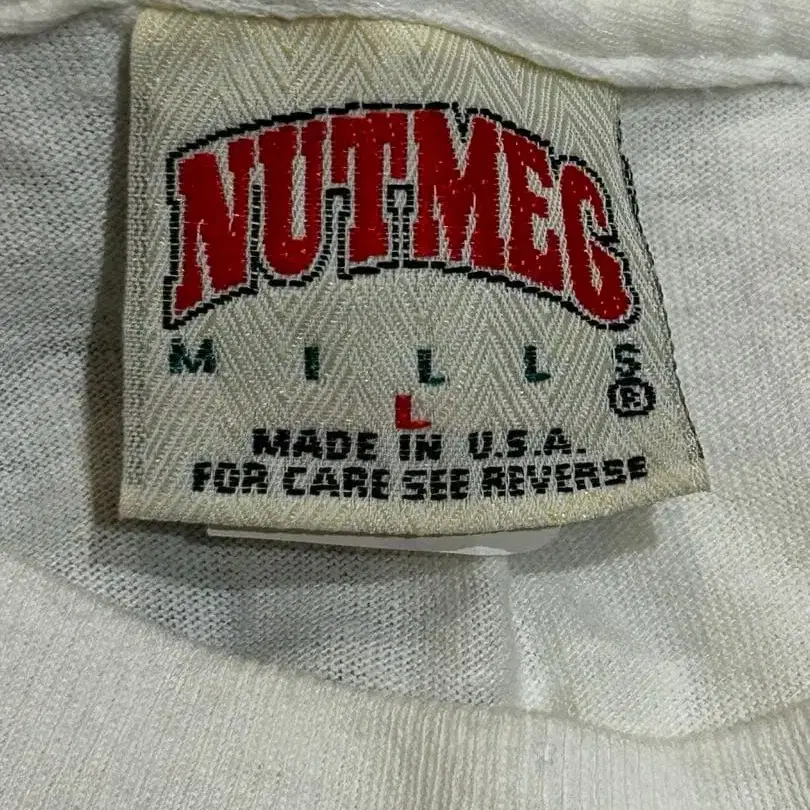 NUTMEG
MILLS®
L
MADE IN U.S.A.
FOR CARE SEE REVERSE